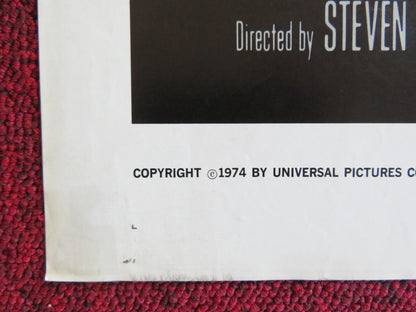 Directed by STEVEN
COPYRIGHT ©1974 BY UNIVERSAL PICTURES